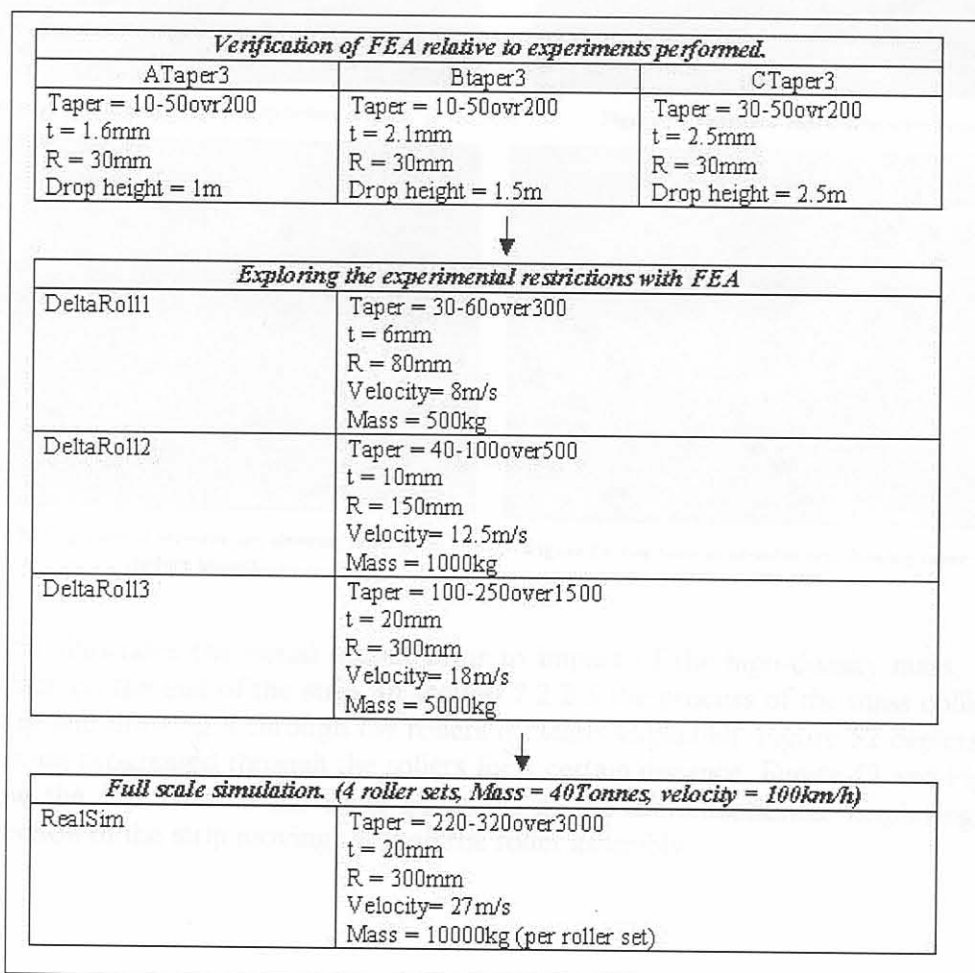 Verification of FEA relative to experiments performed.
ATaper3
Btaper3
CTaper3
Taper = 10-50ovr200
t = 1.6mm
R = 30mm
Drop height = 1m
Taper = 10-50ovr200
t = 2.1mm
R = 30mm
Drop height = 1.5m
Taper = 30-50ovr200
t = 2.5mm
R = 30mm
Drop height = 2.5m
Exploring the experimental restrictions with FEA
DeltaRoll1
Taper = 30-60over300
t = 6mm
R = 80mm
Velocity= 8m/s
Mass = 500kg
DeltaRoll2
Taper = 40-100over500
t = 10mm
R = 150mm
Velocity= 12.5m/s
Mass = 1000kg
DeltaRoll3
Taper = 100-250over1500
t = 20mm
R = 300mm
Velocity= 18m/s
Mass = 5000kg
Full scale simulation. (4 roller sets, Mass = 40Tonnes, velocity = 100km/h)
RealSim
Taper = 220-320over3000
t = 20mm
R = 300mm
Velocity= 27m/s
Mass = 10000kg (per roller set)